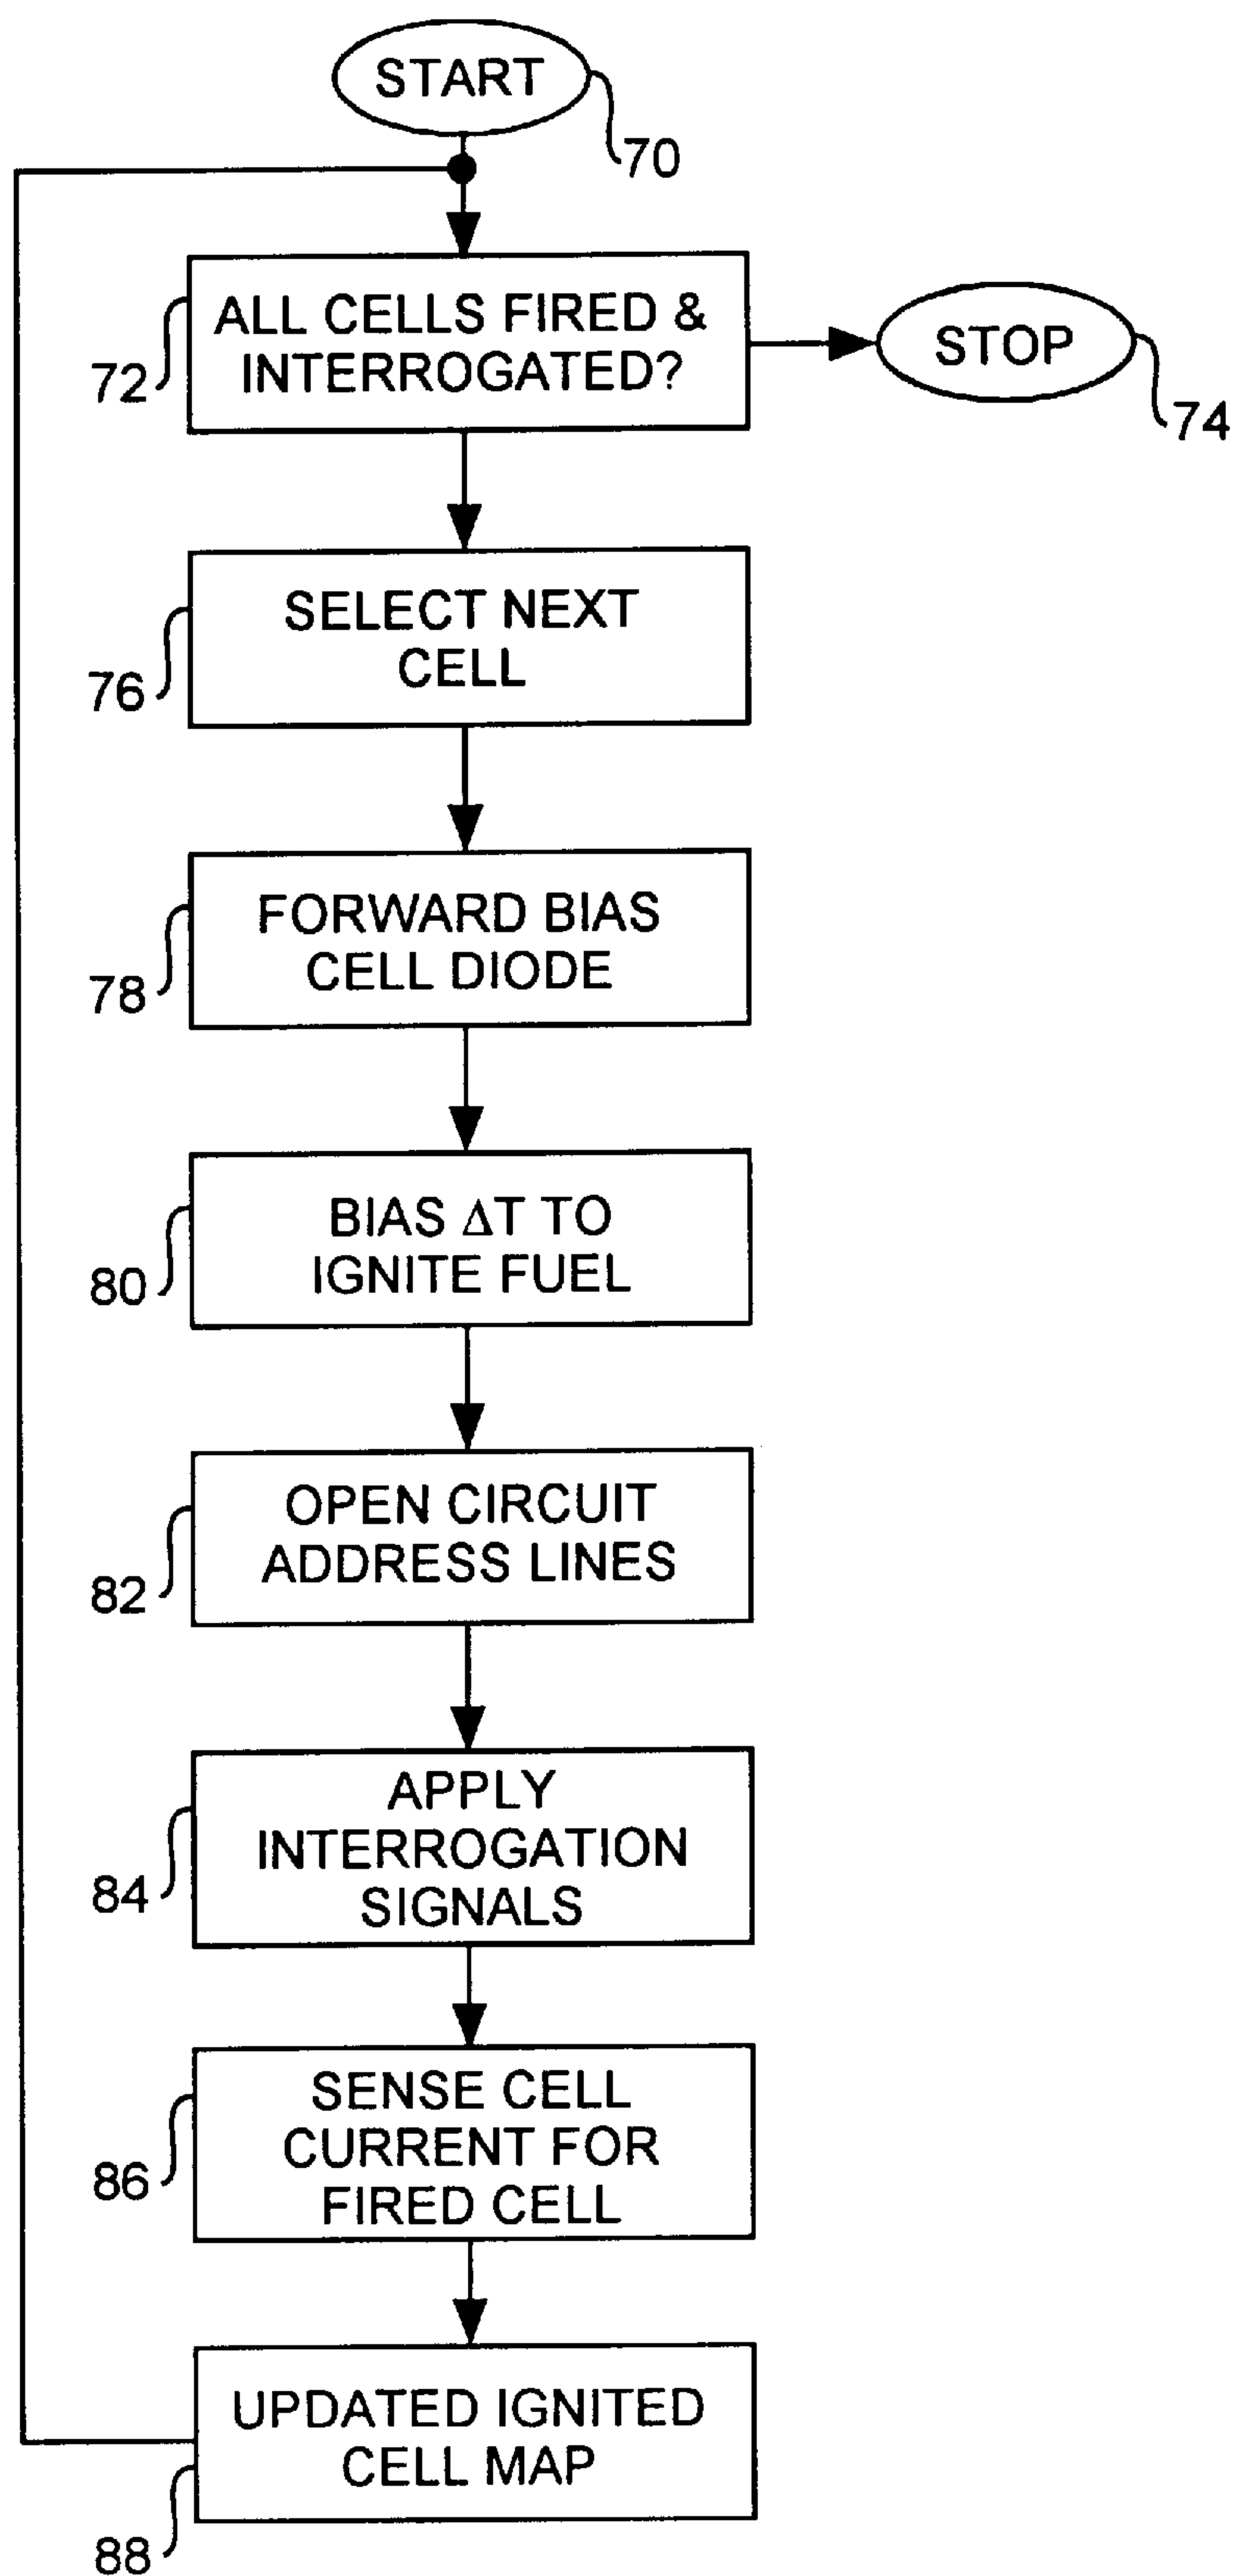 START
70
ALL CELLS FIRED &
INTERROGATED?
72
STOP
74
SELECT NEXT
CELL
76
FORWARD BIAS
CELL DIODE
78
BIAS ΔT TO
IGNITE FUEL
80
OPEN CIRCUIT
ADDRESS LINES
82
APPLY
INTERROGATION
SIGNALS
84
SENSE CELL
CURRENT FOR
FIRED CELL
86
UPDATED IGNITED
CELL MAP
88